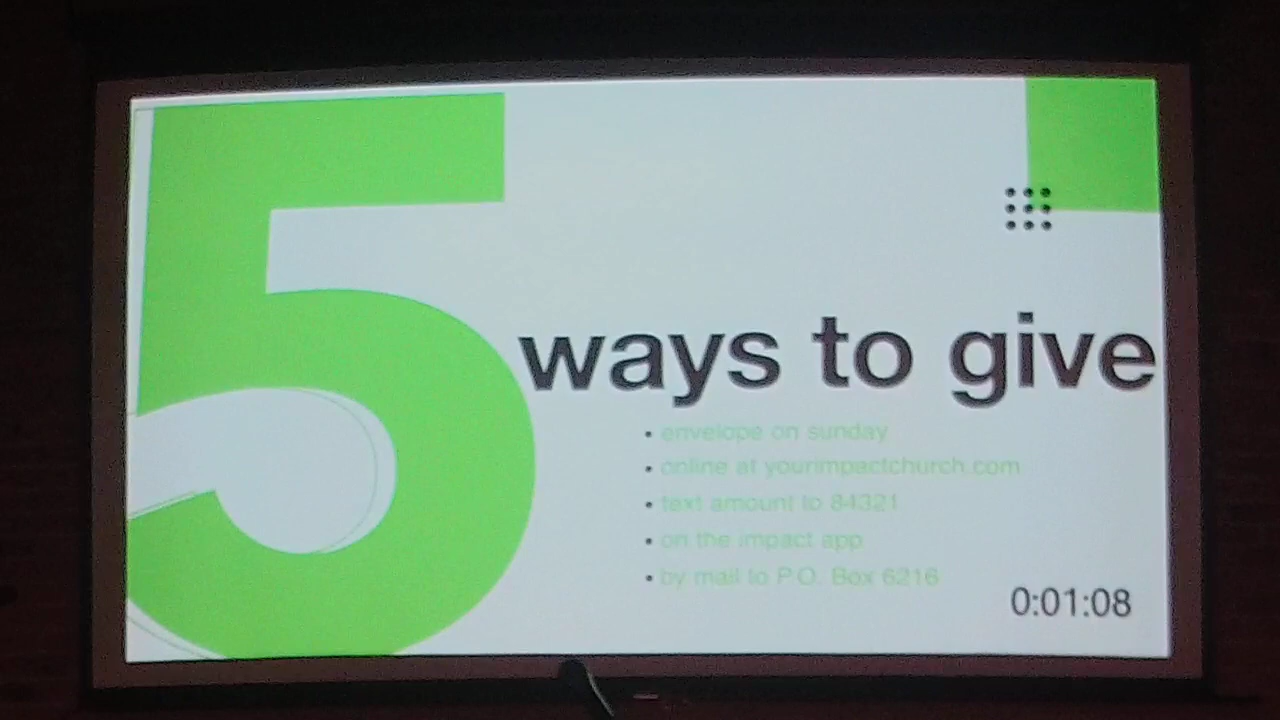 5
ways to give
• envelope on sunday
• online at yourimpactchurch.com
• text amount to 84321
• on the impact app
• by mail to P.O. Box 6216
0:01:08